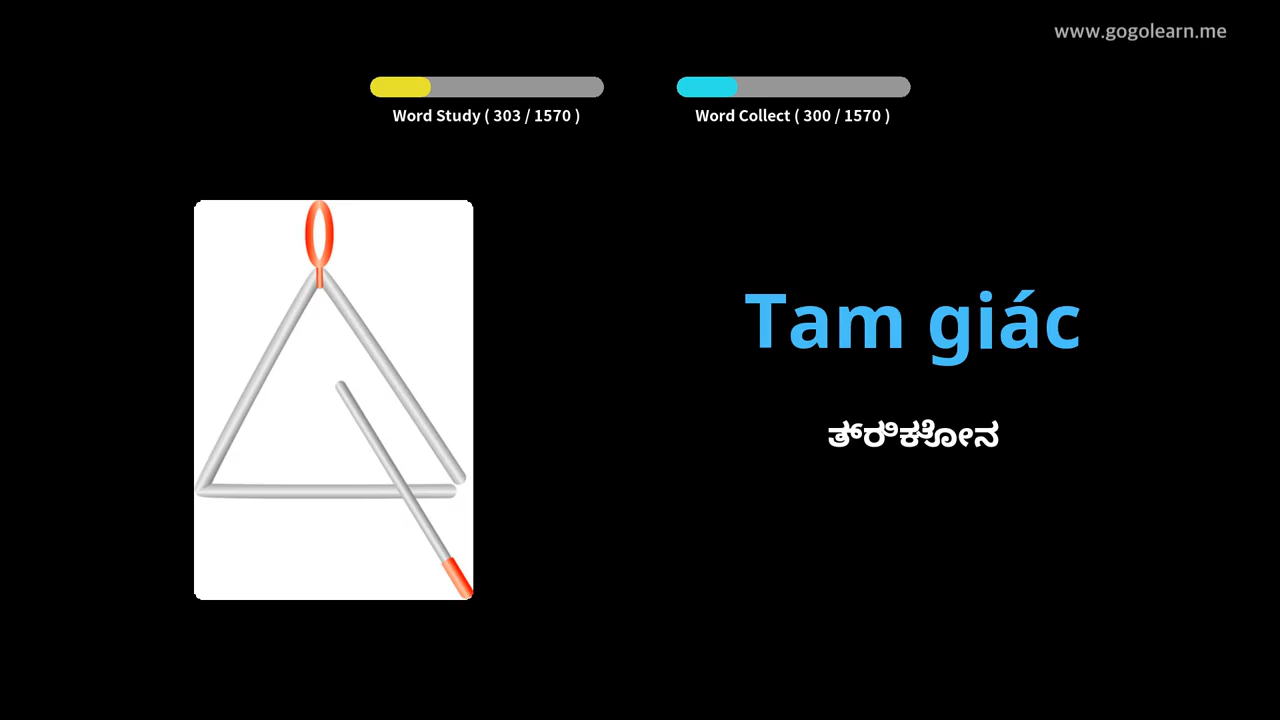 www.gogolearn.me
Word Study ( 303 / 1570 )
Word Collect ( 300 / 1570 )
Tam giác
ತ್ರಿಕೋನ